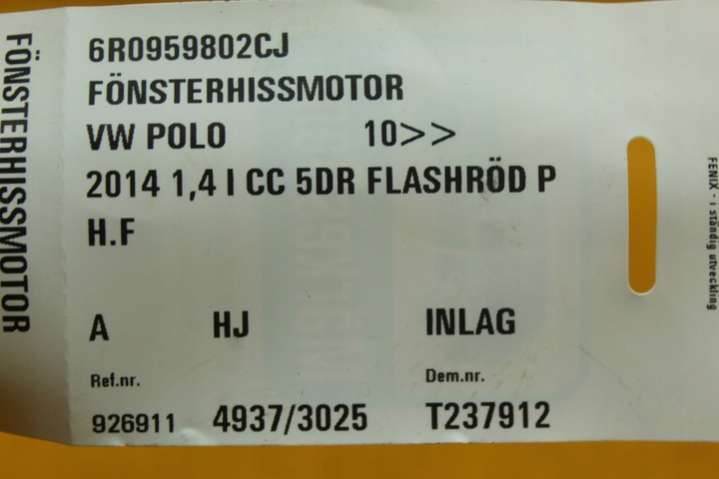 FÖNSTERHISSMOTOR
6R0959802CJ
FÖNSTERHISSMOTOR
VW POLO 10>>
2014 1,4 I CC 5DR FLASHRÖD P
H.F
A HJ INLAG
Ref.nr. Dem.nr.
926911 4937/3025 T237912
FENIX - i ständig utveckling